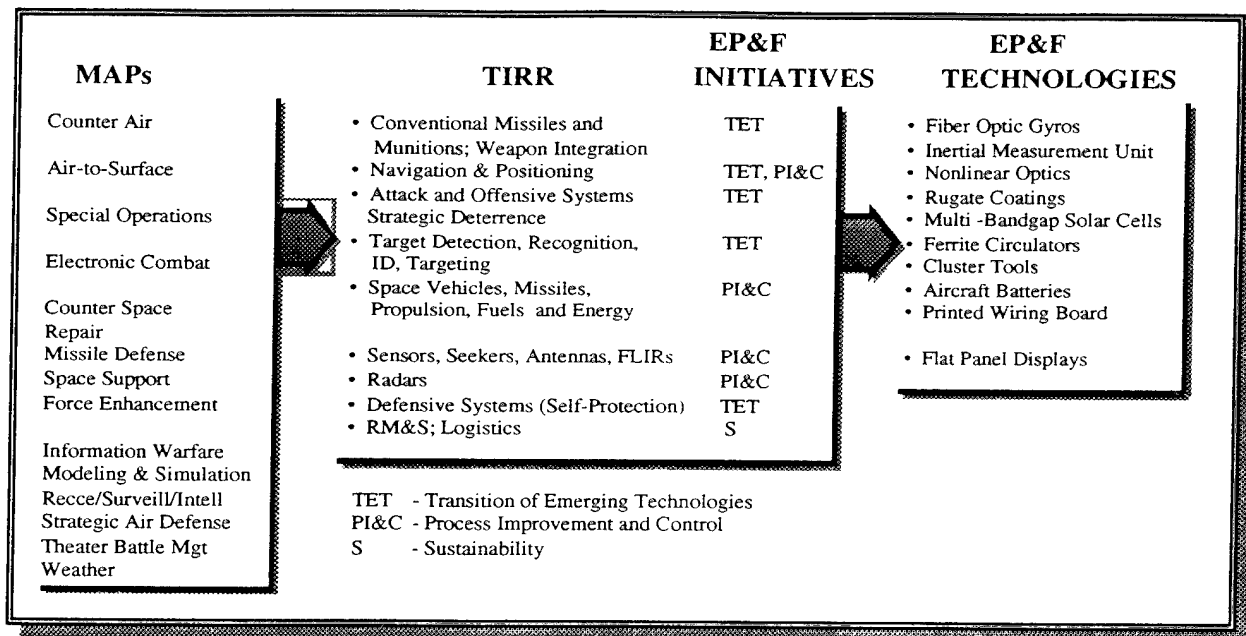 MAPs
Counter Air
Air-to-Surface
Special Operations
Electronic Combat
Counter Space
Repair
Missile Defense
Space Support
Force Enhancement
Information Warfare
Modeling & Simulation
Recce/Surveill/Intell
Strategic Air Defense
Theater Battle Mgt
Weather
TIRR
EP&F
INITIATIVES
• Conventional Missiles and TET
Munitions; Weapon Integration
• Navigation & Positioning TET, PI&C
• Attack and Offensive Systems TET
Strategic Deterrence
• Target Detection, Recognition, TET
ID, Targeting
• Space Vehicles, Missiles, PI&C
Propulsion, Fuels and Energy
• Sensors, Seekers, Antennas, FLIRs PI&C
• Radars PI&C
• Defensive Systems (Self-Protection) TET
• RM&S; Logistics S
TET - Transition of Emerging Technologies
PI&C - Process Improvement and Control
S - Sustainability
EP&F
TECHNOLOGIES
• Fiber Optic Gyros
• Inertial Measurement Unit
• Nonlinear Optics
• Rugate Coatings
• Multi -Bandgap Solar Cells
• Ferrite Circulators
• Cluster Tools
• Aircraft Batteries
• Printed Wiring Board
• Flat Panel Displays